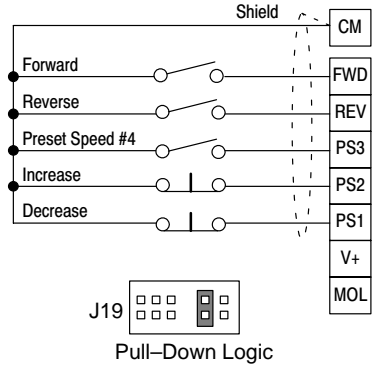 Shield
CM
Forward
FWD
Reverse
REV
Preset Speed #4
PS3
Increase
PS2
Decrease
PS1
V+
MOL
J19
Pull–Down Logic